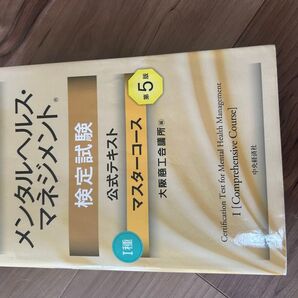 メンタルヘルス・
マネジメント®
検定試験
公式テキスト
Ⅰ種
マスターコース
第5版
大阪商工会議所 編
Certification Test for Mental Health Management
I [Comprehensive Course]
中央経済社